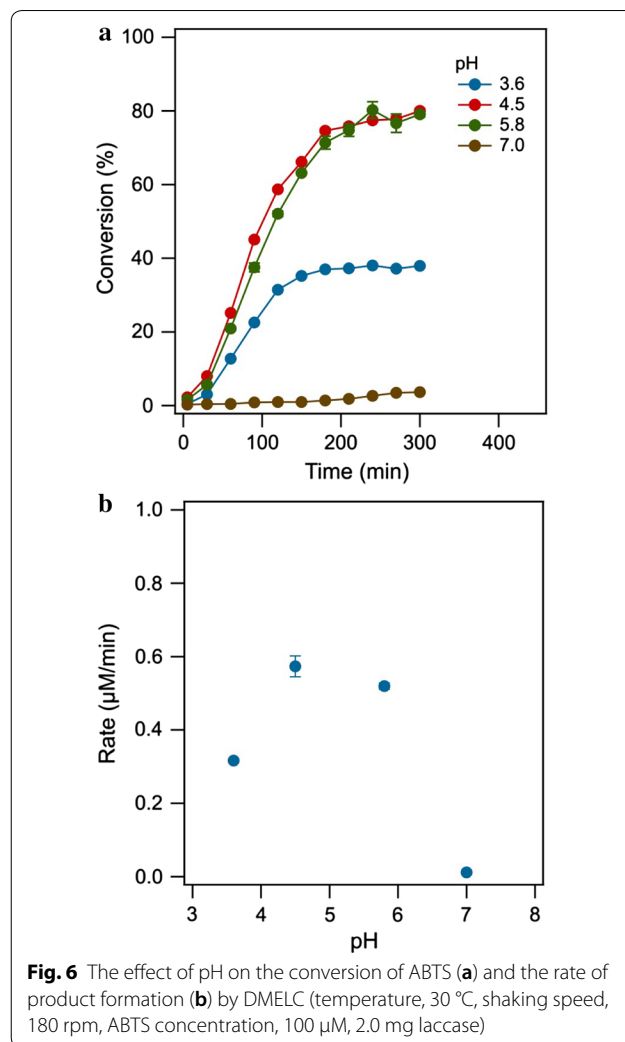 a
100
80
60
40
20
0
Conversion (%)
pH
3.6
4.5
5.8
7.0
0 100 200 300 400
Time (min)
b
1.0
0.8
0.6
0.4
0.2
0.0
Rate (µM/min)
3 4 5 6 7 8
pH
Fig. 6 The effect of pH on the conversion of ABTS (a) and the rate of
product formation (b) by DMELC (temperature, 30 °C, shaking speed,
180 rpm, ABTS concentration, 100 µM, 2.0 mg laccase)